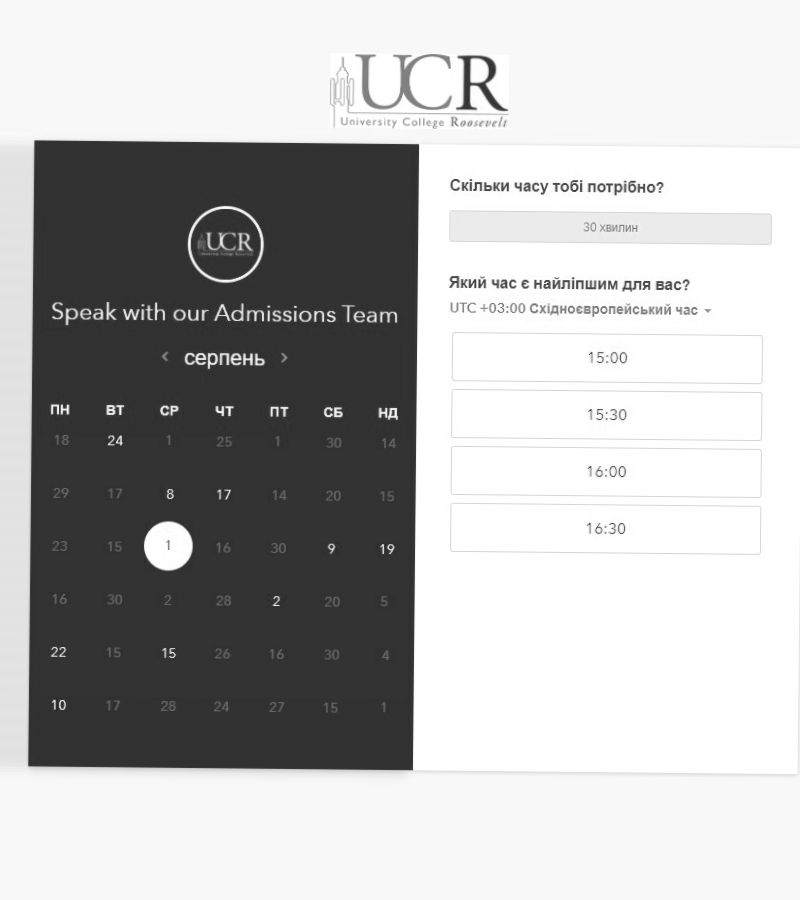 UCR
University College Roosevelt
UCR
Speak with our Admissions Team
‹ серпень ›
ПН ВТ СР ЧТ ПТ СБ НД
18 24 1 25 1 30 14
29 17 8 17 14 20 15
23 15 1 16 30 9 19
16 30 2 28 2 20 5
22 15 15 26 16 30 4
10 17 28 24 27 15 1
Скільки часу тобі потрібно?
30 хвилин
Який час є найліпшим для вас?
UTC +03:00 Східноєвропейський час
15:00
15:30
16:00
16:30